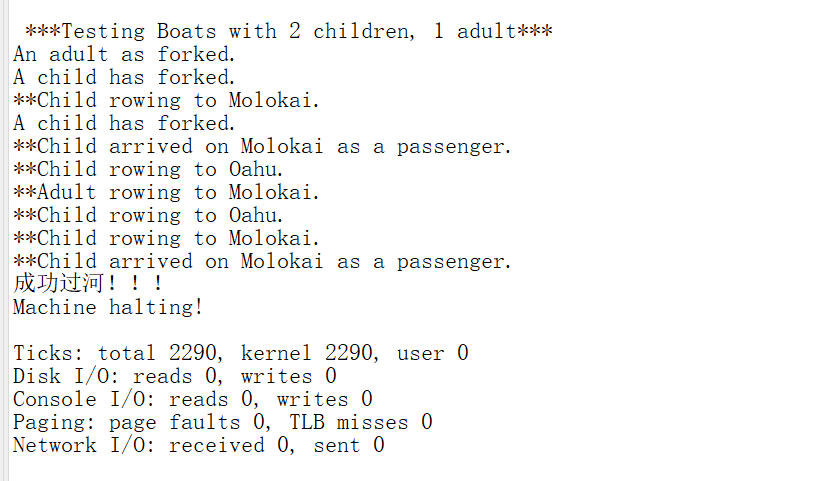 ***Testing Boats with 2 children, 1 adult***
An adult as forked.
A child has forked.
**Child rowing to Molokai.
A child has forked.
**Child arrived on Molokai as a passenger.
**Child rowing to Oahu.
**Adult rowing to Molokai.
**Child rowing to Oahu.
**Child rowing to Molokai.
**Child arrived on Molokai as a passenger.
成功过河！！！
Machine halting!
Ticks: total 2290, kernel 2290, user 0
Disk I/O: reads 0, writes 0
Console I/O: reads 0, writes 0
Paging: page faults 0, TLB misses 0
Network I/O: received 0, sent 0